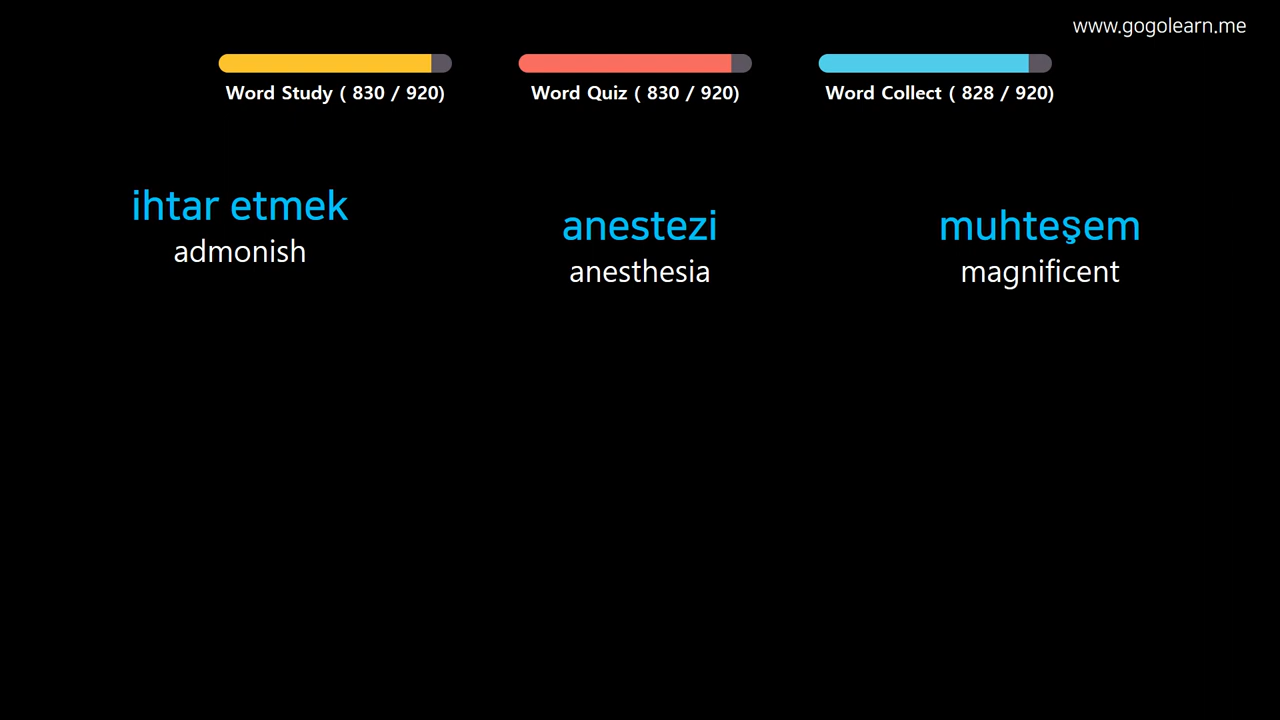 www.gogolearn.me
Word Study ( 830 / 920)
Word Quiz ( 830 / 920)
Word Collect ( 828 / 920)
ihtar etmek
admonish
anestezi
anesthesia
muhteşem
magnificent